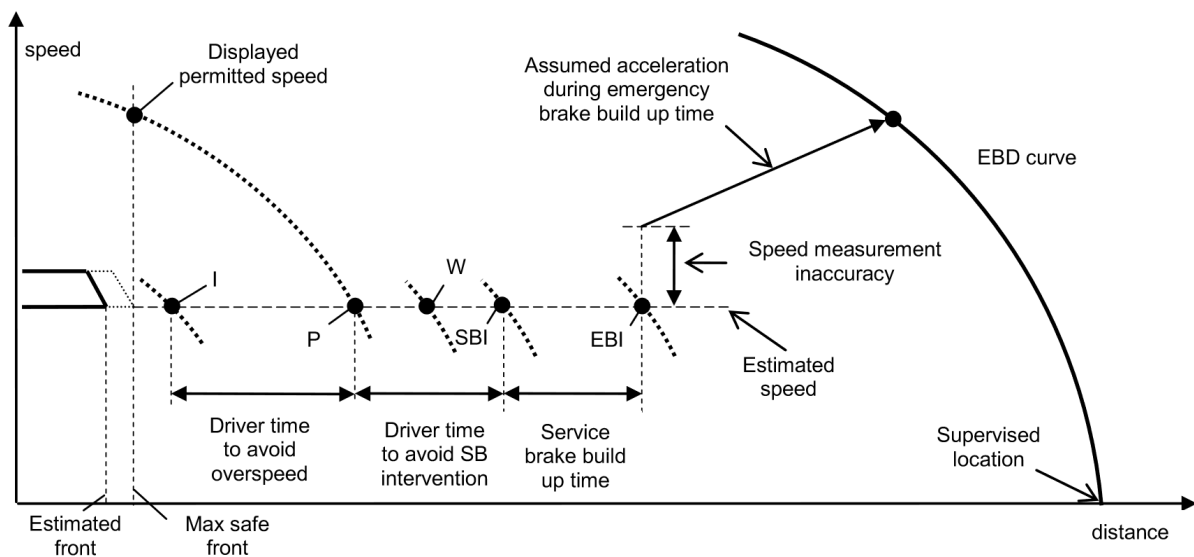 speed
Displayed
permitted speed
Assumed acceleration
during emergency
brake build up time
EBD curve
I
P
W
SBI
EBI
Speed measurement
inaccuracy
Estimated
speed
Driver time
to avoid
overspeed
Driver time
to avoid SB
intervention
Service
brake build
up time
Supervised
location
Estimated
front
Max safe
front
distance